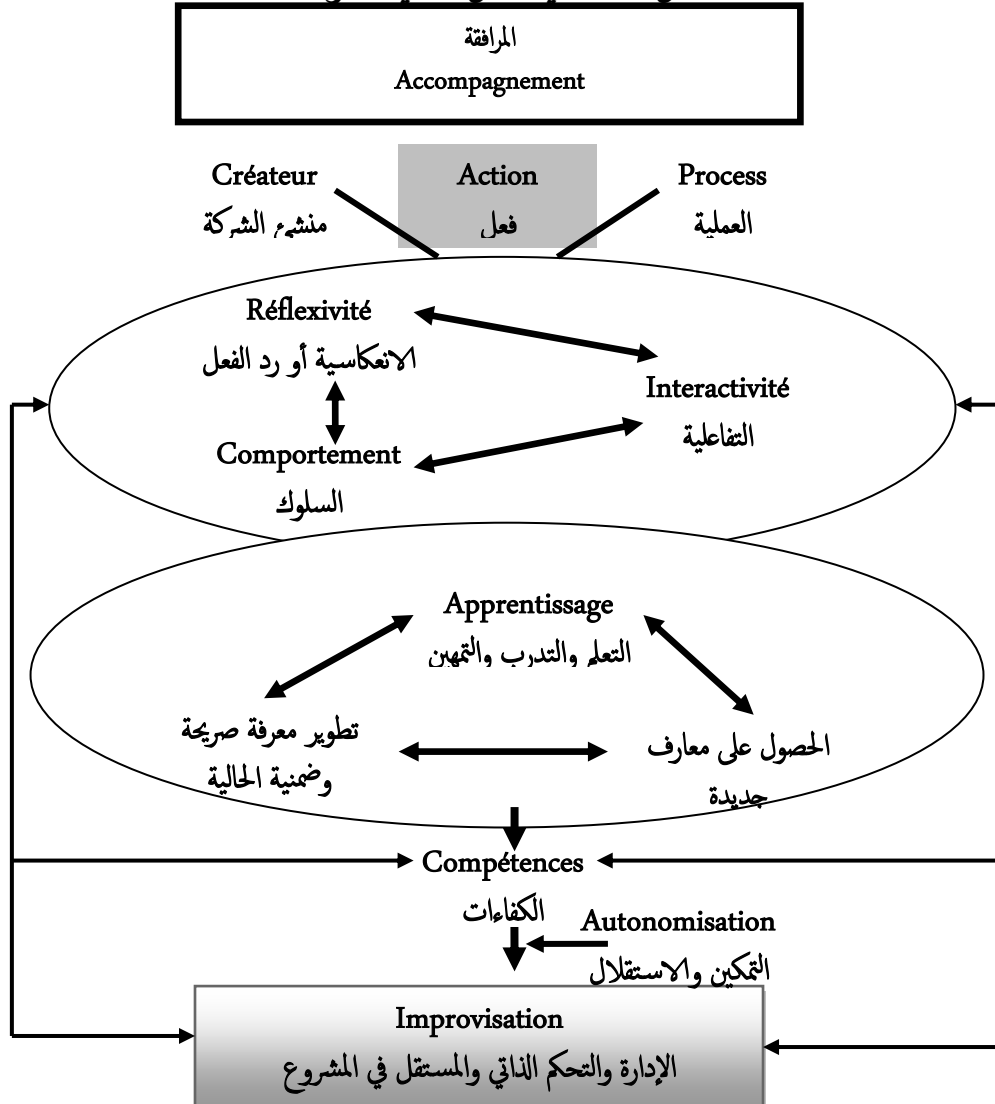 المرافقة
Accompagnement
Créateur
منشئ الشركة
Action
فعل
Process
العملية
Réflexivité
الانعكاسية أو رد الفعل
Interactivité
التفاعلية
Comportement
السلوك
Apprentissage
التعلم والتدرب والتمهين
تطوير معرفة صريحة
وضمنية الحالية
الحصول على معارف
جديدة
Compétences
الكفاءات
Autonomisation
التمكين والاستقلال
Improvisation
الإدارة والتحكم الذاتي والمستقل في المشروع